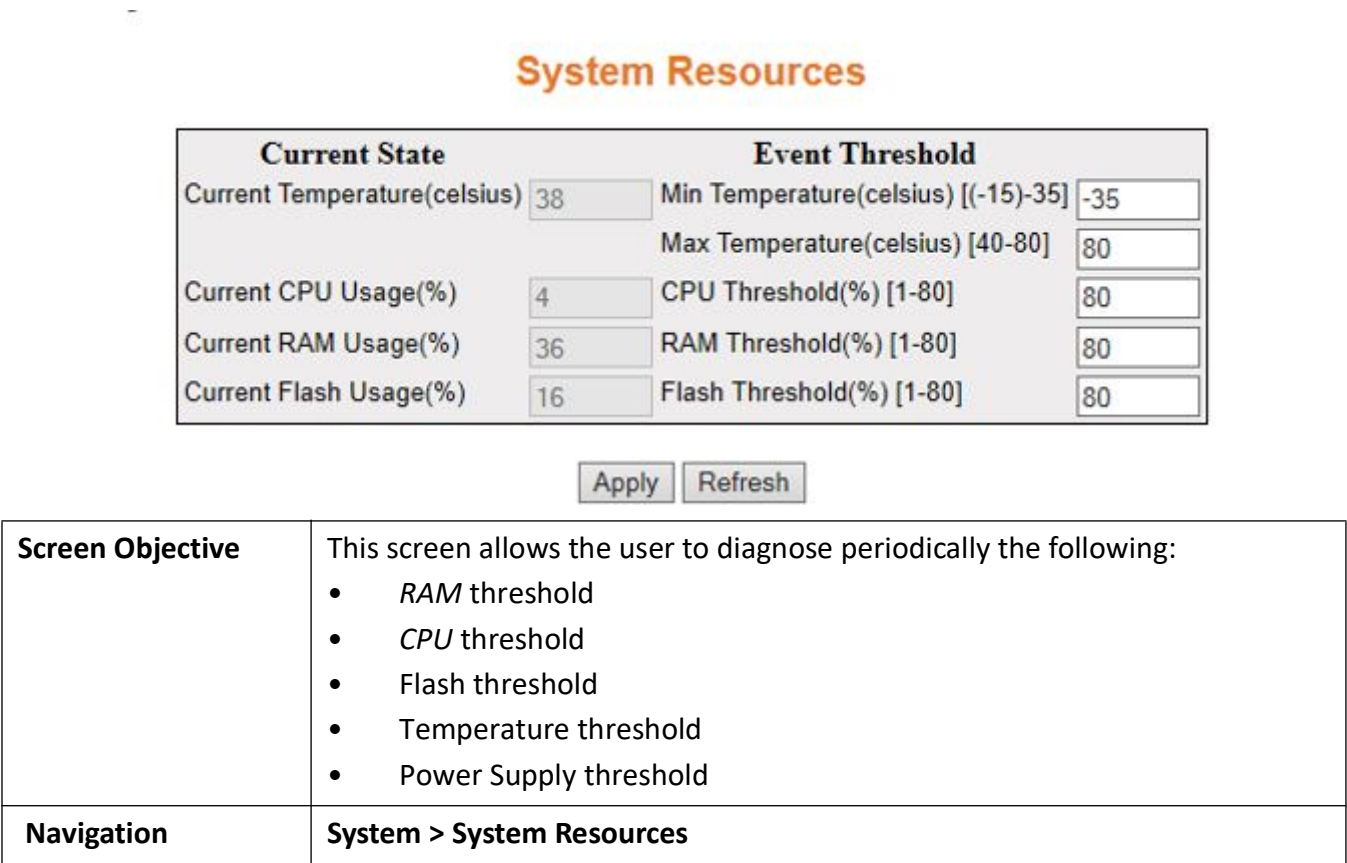 System Resources
Current State Event Threshold
Current Temperature(celsius) 38 Min Temperature(celsius) [(-15)-35] -35
Max Temperature(celsius) [40-80] 80
Current CPU Usage(%) 4 CPU Threshold(%) [1-80] 80
Current RAM Usage(%) 36 RAM Threshold(%) [1-80] 80
Current Flash Usage(%) 16 Flash Threshold(%) [1-80] 80
Apply Refresh
Screen Objective This screen allows the user to diagnose periodically the following:
• RAM threshold
• CPU threshold
• Flash threshold
• Temperature threshold
• Power Supply threshold
Navigation System > System Resources